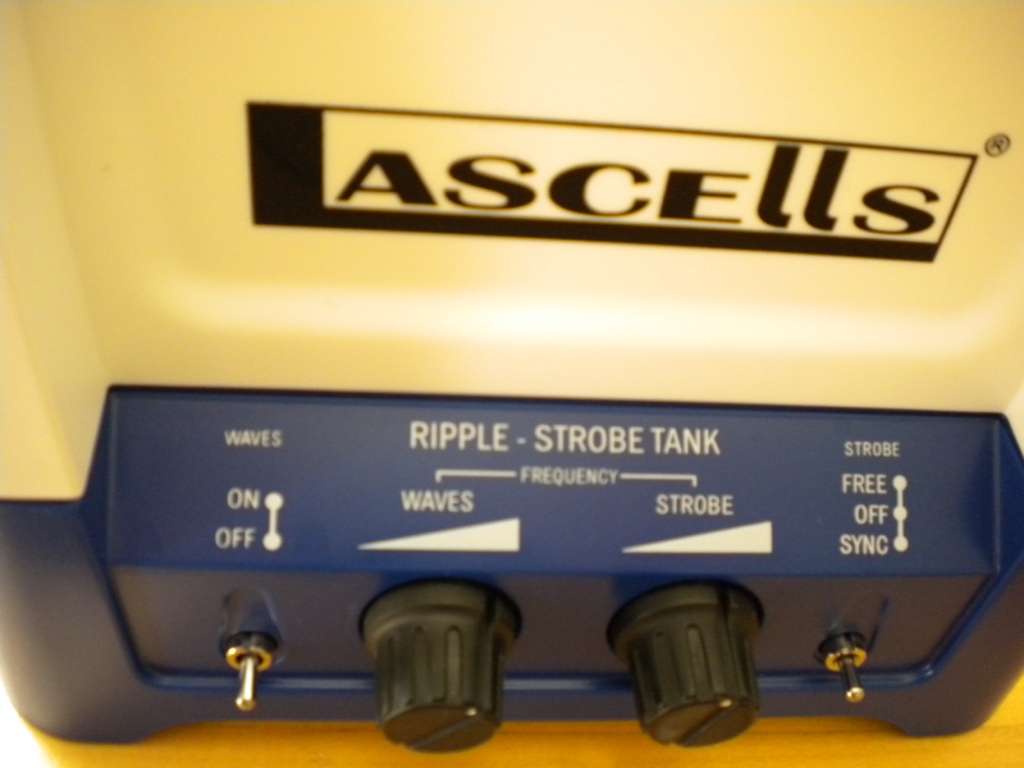 LASCELLS ®
RIPPLE - STROBE TANK
FREQUENCY
WAVES
ON
OFF
WAVES
STROBE
STROBE
FREE
OFF
SYNC